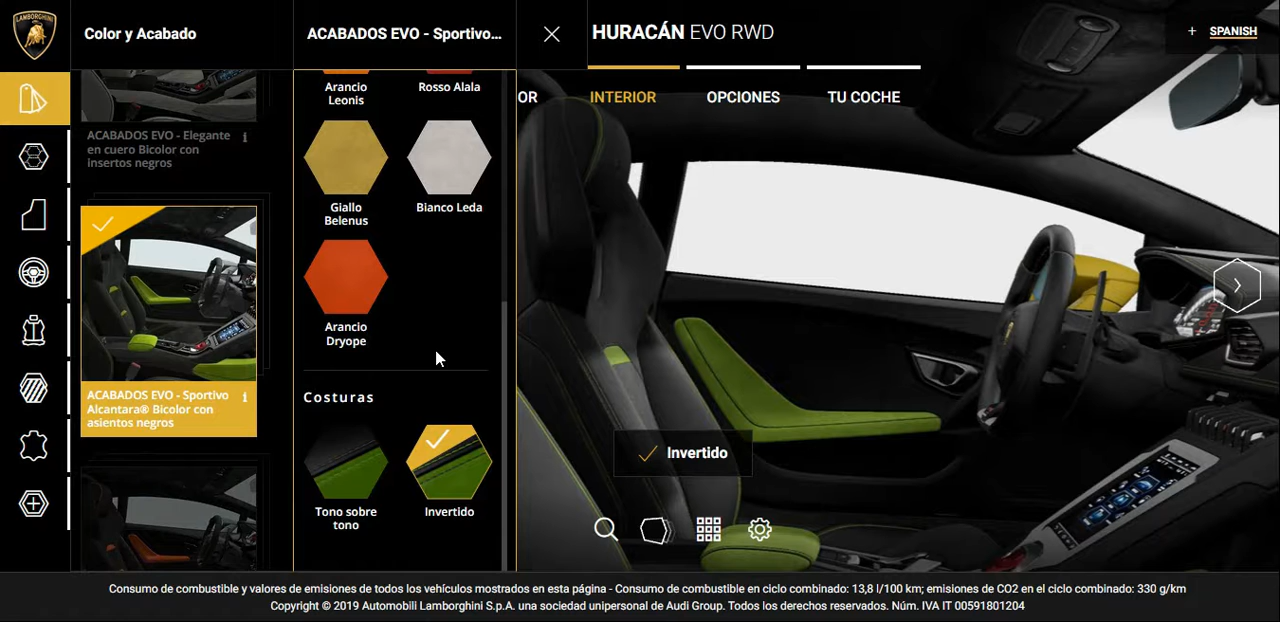 LAMBORGHINI
Color y Acabado
ACABADOS EVO - Sportivo...
HURACÁN EVO RWD
+ SPANISH
OR
INTERIOR
OPCIONES
TU COCHE
ACABADOS EVO - Elegante
en cuero Bicolor con
insertos negros
ACABADOS EVO - Sportivo
Alcantara® Bicolor con
asientos negros
Arancio
Leonis
Rosso Alala
Giallo
Belenus
Bianco Leda
Arancio
Dryope
Costuras
Tono sobre
tono
Invertido
Invertido
Consumo de combustible y valores de emisiones de todos los vehículos mostrados en esta página - Consumo de combustible en ciclo combinado: 13,8 l/100 km; emisiones de CO2 en el ciclo combinado: 330 g/km
Copyright © 2019 Automobili Lamborghini S.p.A. una sociedad unipersonal de Audi Group. Todos los derechos reservados. Núm. IVA IT 00591801204